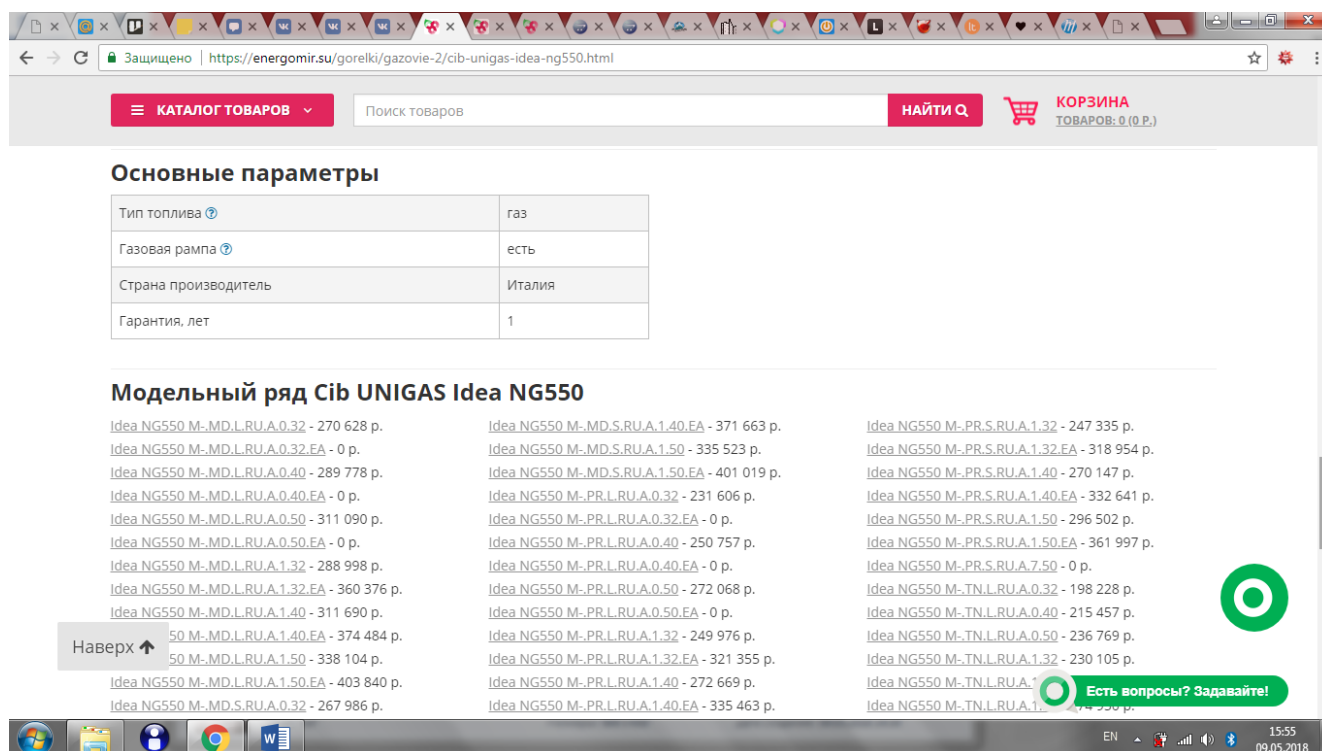 Защищено | https://energomir.su/gorelki/gazovie-2/cib-unigas-idea-ng550.html
КАТАЛОГ ТОВАРОВ
Поиск товаров
НАЙТИ
КОРЗИНА
ТОВАРОВ: 0 (0 Р.)
Основные параметры
Тип топлива ? газ
Газовая рампа ? есть
Страна производитель Италия
Гарантия, лет 1
Модельный ряд Cib UNIGAS Idea NG550
Idea NG550 M-.MD.L.RU.A.0.32 - 270 628 р.
Idea NG550 M-.MD.L.RU.A.0.32.EA - 0 р.
Idea NG550 M-.MD.L.RU.A.0.40 - 289 778 р.
Idea NG550 M-.MD.L.RU.A.0.40.EA - 0 р.
Idea NG550 M-.MD.L.RU.A.0.50 - 311 090 р.
Idea NG550 M-.MD.L.RU.A.0.50.EA - 0 р.
Idea NG550 M-.MD.L.RU.A.1.32 - 288 998 р.
Idea NG550 M-.MD.L.RU.A.1.32.EA - 360 376 р.
Idea NG550 M-.MD.L.RU.A.1.40 - 311 690 р.
50 M-.MD.L.RU.A.1.40.EA - 374 484 р.
50 M-.MD.L.RU.A.1.50 - 338 104 р.
Idea NG550 M-.MD.L.RU.A.1.50.EA - 403 840 р.
Idea NG550 M-.MD.S.RU.A.0.32 - 267 986 р.
Idea NG550 M-.MD.S.RU.A.1.40.EA - 371 663 р.
Idea NG550 M-.MD.S.RU.A.1.50 - 335 523 р.
Idea NG550 M-.MD.S.RU.A.1.50.EA - 401 019 р.
Idea NG550 M-.PR.L.RU.A.0.32 - 231 606 р.
Idea NG550 M-.PR.L.RU.A.0.32.EA - 0 р.
Idea NG550 M-.PR.L.RU.A.0.40 - 250 757 р.
Idea NG550 M-.PR.L.RU.A.0.40.EA - 0 р.
Idea NG550 M-.PR.L.RU.A.0.50 - 272 068 р.
Idea NG550 M-.PR.L.RU.A.0.50.EA - 0 р.
Idea NG550 M-.PR.L.RU.A.1.32 - 249 976 р.
Idea NG550 M-.PR.L.RU.A.1.32.EA - 321 355 р.
Idea NG550 M-.PR.L.RU.A.1.40 - 272 669 р.
Idea NG550 M-.PR.L.RU.A.1.40.EA - 335 463 р.
Idea NG550 M-.PR.S.RU.A.1.32 - 247 335 р.
Idea NG550 M-.PR.S.RU.A.1.32.EA - 318 954 р.
Idea NG550 M-.PR.S.RU.A.1.40 - 270 147 р.
Idea NG550 M-.PR.S.RU.A.1.40.EA - 332 641 р.
Idea NG550 M-.PR.S.RU.A.1.50 - 296 502 р.
Idea NG550 M-.PR.S.RU.A.1.50.EA - 361 997 р.
Idea NG550 M-.PR.S.RU.A.7.50 - 0 р.
Idea NG550 M-.TN.L.RU.A.0.32 - 198 228 р.
Idea NG550 M-.TN.L.RU.A.0.40 - 215 457 р.
Idea NG550 M-.TN.L.RU.A.0.50 - 236 769 р.
Idea NG550 M-.TN.L.RU.A.1.32 - 230 105 р.
Idea NG550 M-.TN.L.RU.A.1
Idea NG550 M-.TN.L.RU.A.1
Наверх
Есть вопросы? Задавайте!
EN
15:55
09.05.2018